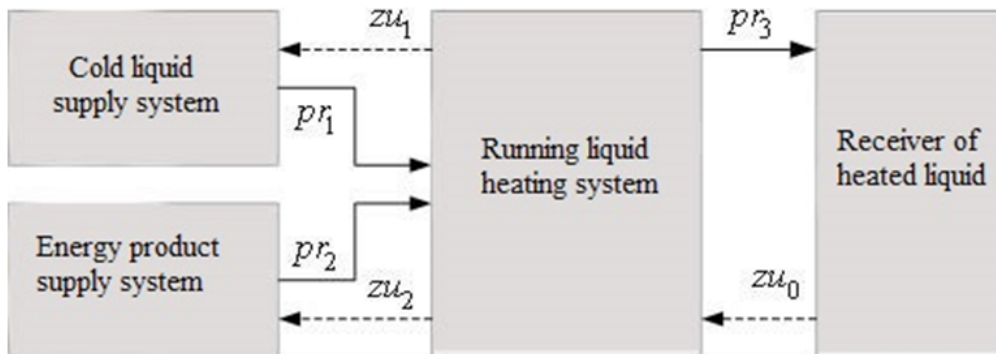 Cold liquid
supply system
Energy product
supply system
zu₁
pr₁
pr₂
zu₂
Running liquid
heating system
pr₃
zu₀
Receiver of
heated liquid